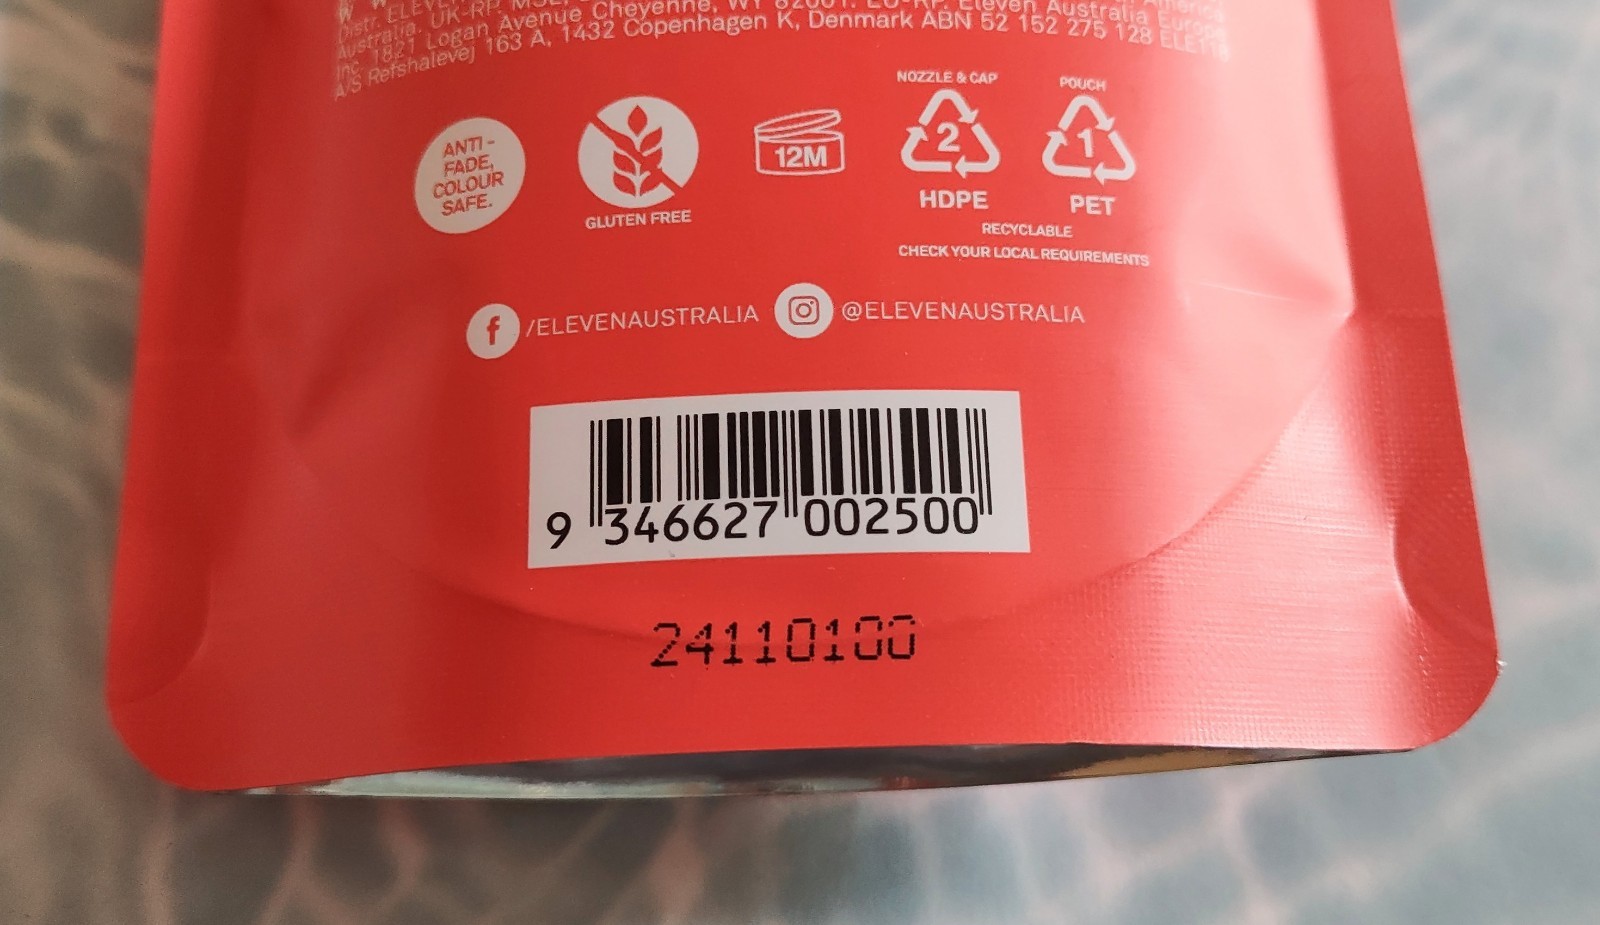 Distr. ELEVEN
Australia. UK-RP Eleven Australia Europe
Inc. 1821 Logan Avenue Cheyenne, WY 82001. EU-RP. 
A/S Refshalevej 163 A, 1432 Copenhagen K, Denmark ABN 52 152 275 128
ANTI-
FADE,
COLOUR
SAFE.
GLUTEN FREE
12M
NOZZLE & CAP
2
HDPE
POUCH
1
PET
RECYCLABLE
CHECK YOUR LOCAL REQUIREMENTS
f /ELEVENAUSTRALIA @ELEVENAUSTRALIA
9 346627 002500
24110100